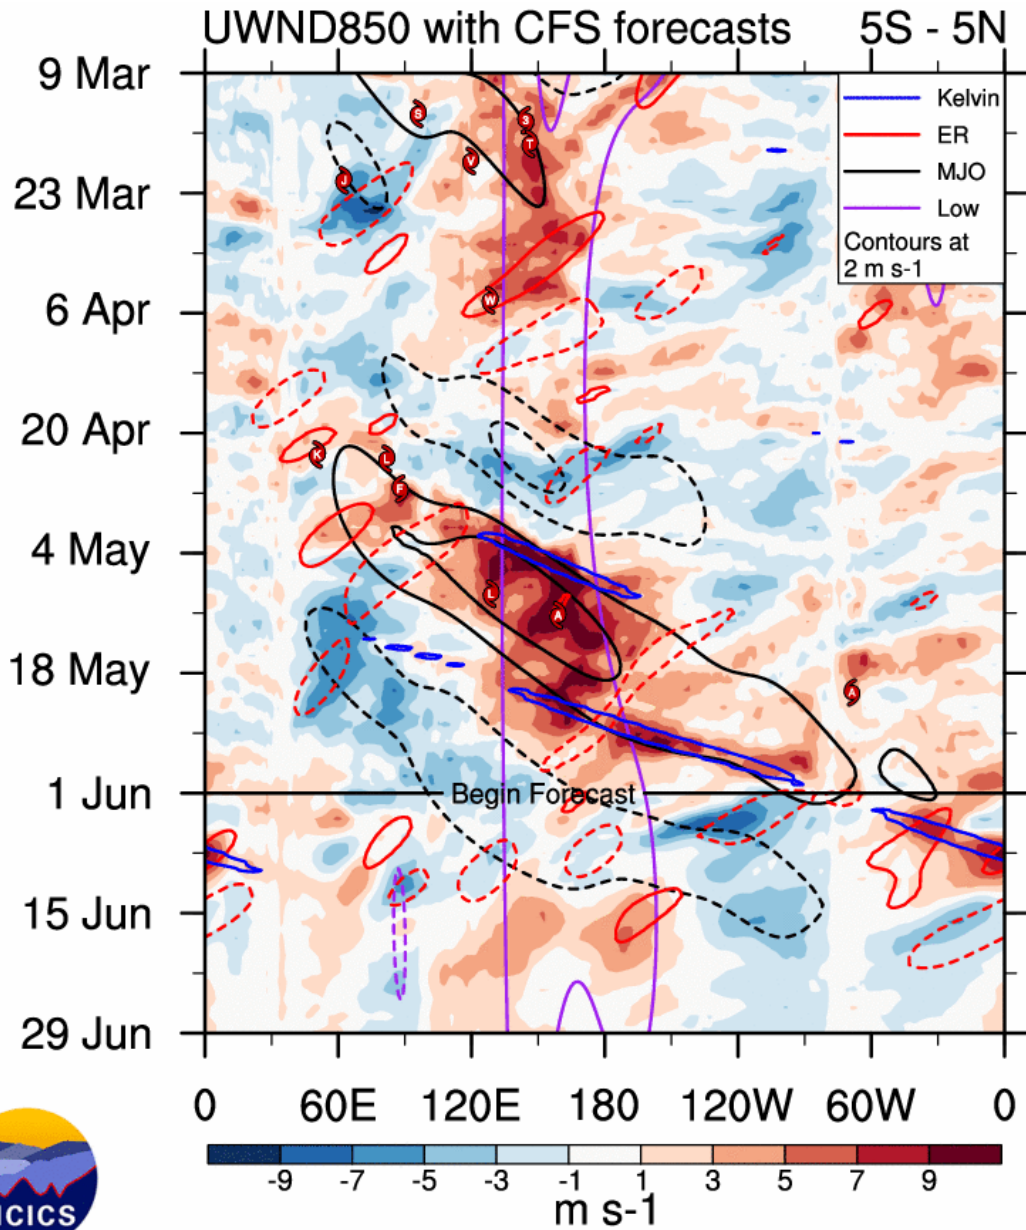 UWND850 with CFS forecasts 5S - 5N
9 Mar
23 Mar
6 Apr
20 Apr
4 May
18 May
1 Jun
15 Jun
29 Jun
Kelvin
ER
MJO
Low
Contours at
2 m s-1
S
3
T
V
J
W
K
L
F
L
A
A
Begin Forecast
0 60E 120E 180 120W 60W 0
-9 -7 -5 -3 -1 1 3 5 7 9
m s-1
NCICS